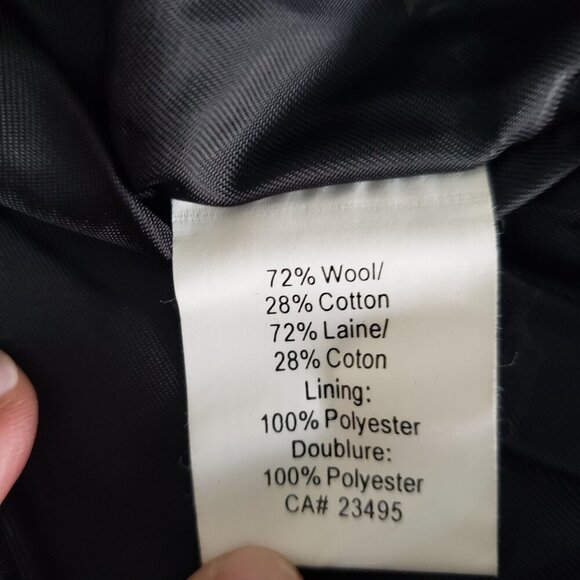 72% Wool/
28% Cotton
72% Laine/
28% Coton
Lining:
100% Polyester
Doublure:
100% Polyester
CA# 23495